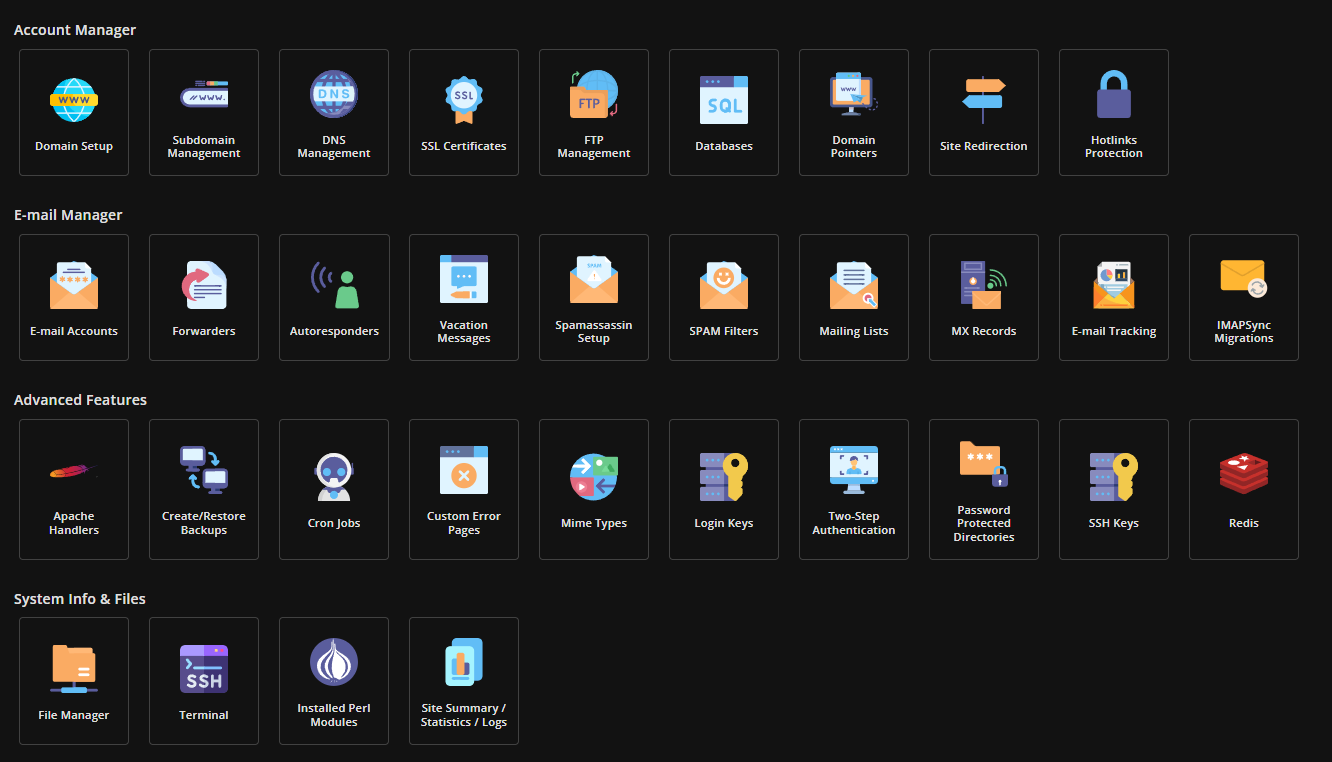 Account Manager
WWW
Domain Setup
//WWW.
Subdomain
Management
DNS
DNS
Management
SSL
SSL Certificates
FTP
FTP
Management
SQL
Databases
WWW
Domain
Pointers
Site Redirection
Hotlinks
Protection
E-mail Manager
****
E-mail Accounts
Forwarders
Autoresponders
Vacation
Messages
SPAM
Spamassassin
Setup
SPAM Filters
Mailing Lists
MX Records
E-mail Tracking
IMAPSync
Migrations
Advanced Features
Apache
Handlers
Create/Restore
Backups
Cron Jobs
Custom Error
Pages
Mime Types
Login Keys
Two-Step
Authentication
***
Password
Protected
Directories
SSH Keys
Redis
System Info & Files
File Manager
SSH
Terminal
Installed Perl
Modules
Site Summary /
Statistics / Logs